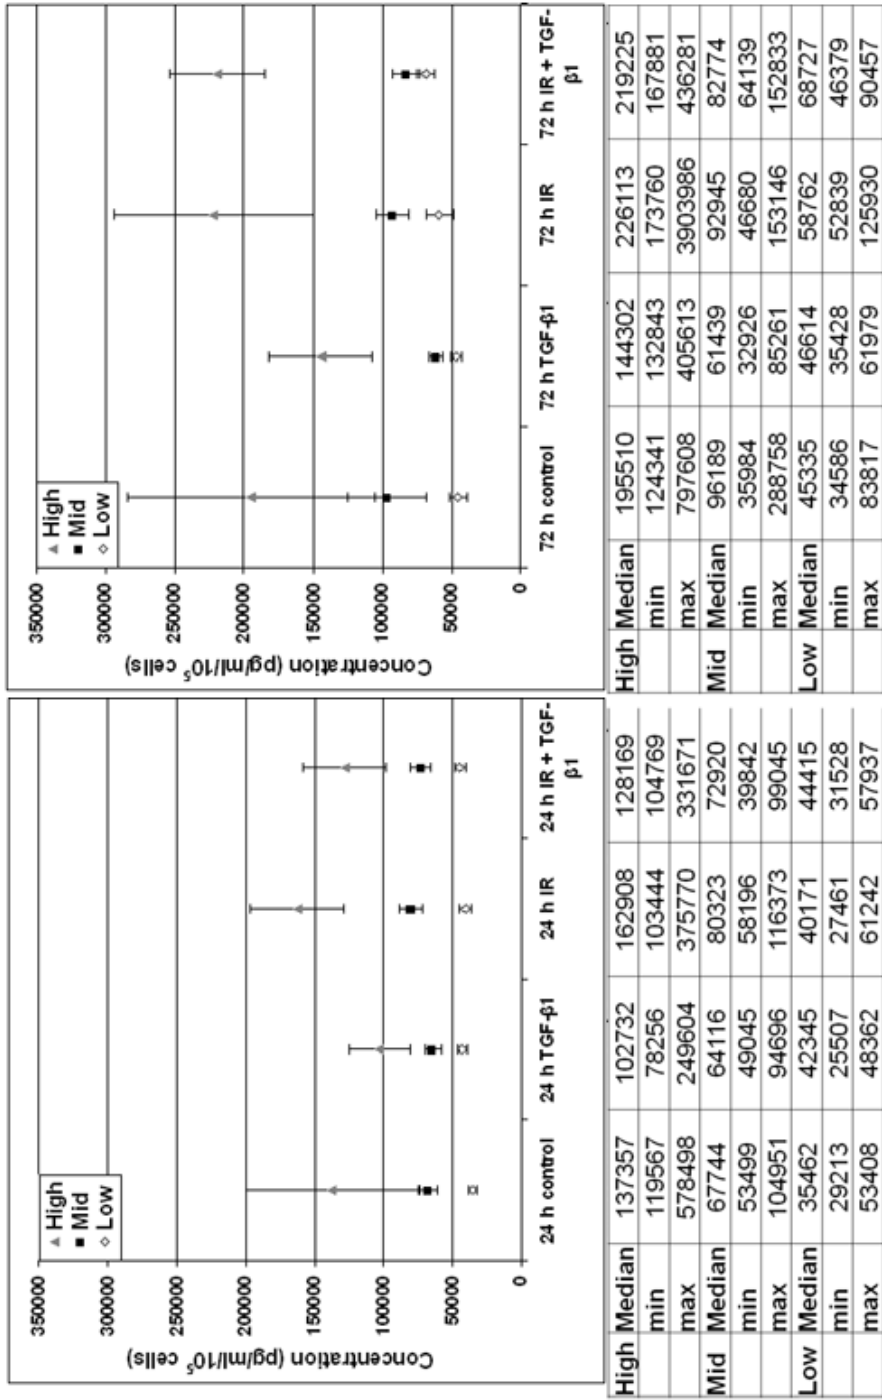 Concentration (pg/ml/10⁵ cells)
350000
300000
250000
200000
150000
100000
50000
0
High
Mid
Low
24 h control 24 h TGF-β1 24 h IR 24 h IR + TGF-
β1
High Median 137357 102732 162908 128169
min 119567 78256 103444 104769
max 578498 249604 375770 331671
Mid Median 67744 64116 80323 72920
min 53499 49045 58196 39842
max 104951 94696 116373 99045
Low Median 35462 42345 40171 44415
min 29213 25507 27461 31528
max 53408 48362 61242 57937
Concentration (pg/ml/10⁵ cells)
350000
300000
250000
200000
150000
100000
50000
0
High
Mid
Low
72 h control 72 h TGF-β1 72 h IR 72 h IR + TGF-
β1
High Median 195510 144302 226113 219225
min 124341 132843 173760 167881
max 797608 405613 3903986 436281
Mid Median 96189 61439 92945 82774
min 35984 32926 46680 64139
max 288758 85261 153146 152833
Low Median 45335 46614 58762 68727
min 34586 35428 52839 46379
max 83817 61979 125930 90457